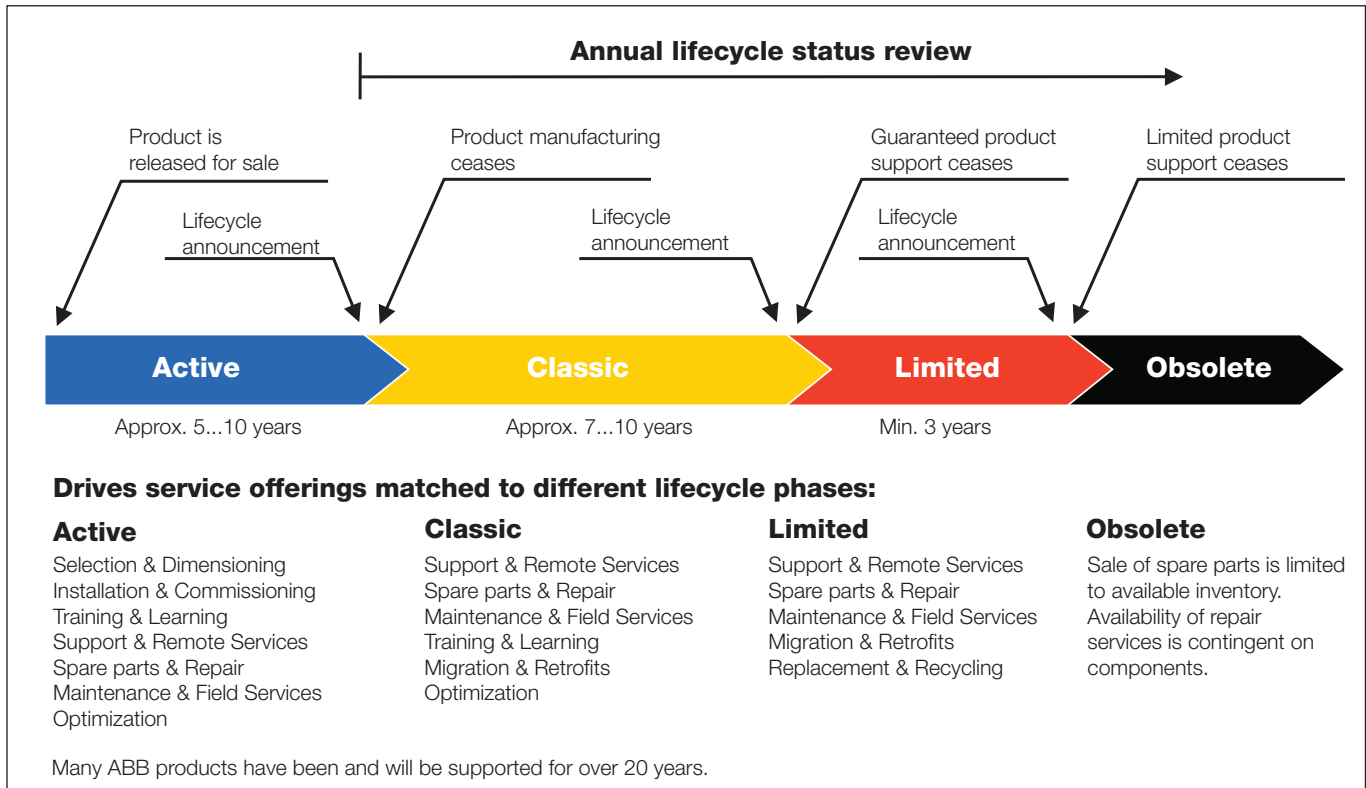 Annual lifecycle status review
Product is
released for sale
Product manufacturing
ceases
Guaranteed product
support ceases
Limited product
support ceases
Lifecycle
announcement
Lifecycle
announcement
Lifecycle
announcement
Active
Classic
Limited
Obsolete
Approx. 5...10 years
Approx. 7...10 years
Min. 3 years
Drives service offerings matched to different lifecycle phases:
Active
Selection & Dimensioning
Installation & Commissioning
Training & Learning
Support & Remote Services
Spare parts & Repair
Maintenance & Field Services
Optimization
Classic
Support & Remote Services
Spare parts & Repair
Maintenance & Field Services
Training & Learning
Migration & Retrofits
Optimization
Limited
Support & Remote Services
Spare parts & Repair
Maintenance & Field Services
Migration & Retrofits
Replacement & Recycling
Obsolete
Sale of spare parts is limited
to available inventory.
Availability of repair
services is contingent on
components.
Many ABB products have been and will be supported for over 20 years.